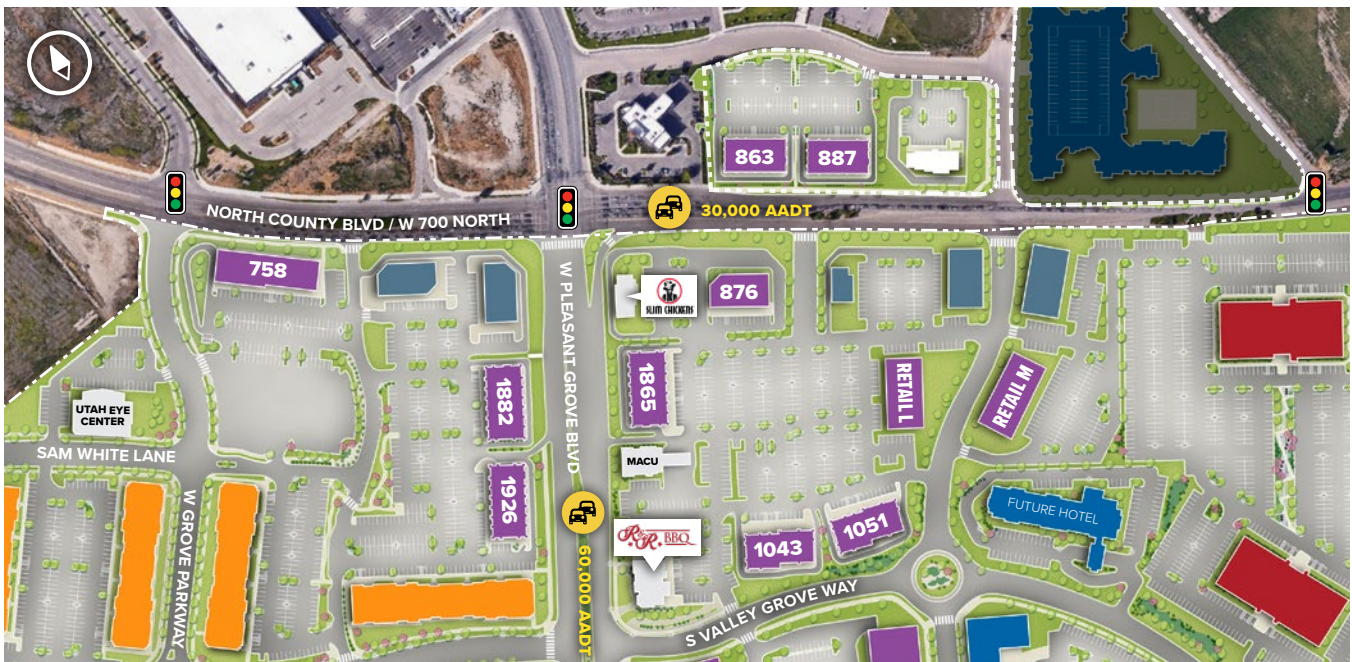 863
887
NORTH COUNTY BLVD / W 700 NORTH
30,000 AADT
758
W PLEASANT GROVE BLVD
SLIM CHICKENS
876
UTAH EYE
CENTER
1882
1865
RETAIL L
RETAIL M
SAM WHITE LANE
MACU
W GROVE PARKWAY
1926
R&R BBQ
1043
1051
FUTURE HOTEL
60,000 AADT
S VALLEY GROVE WAY